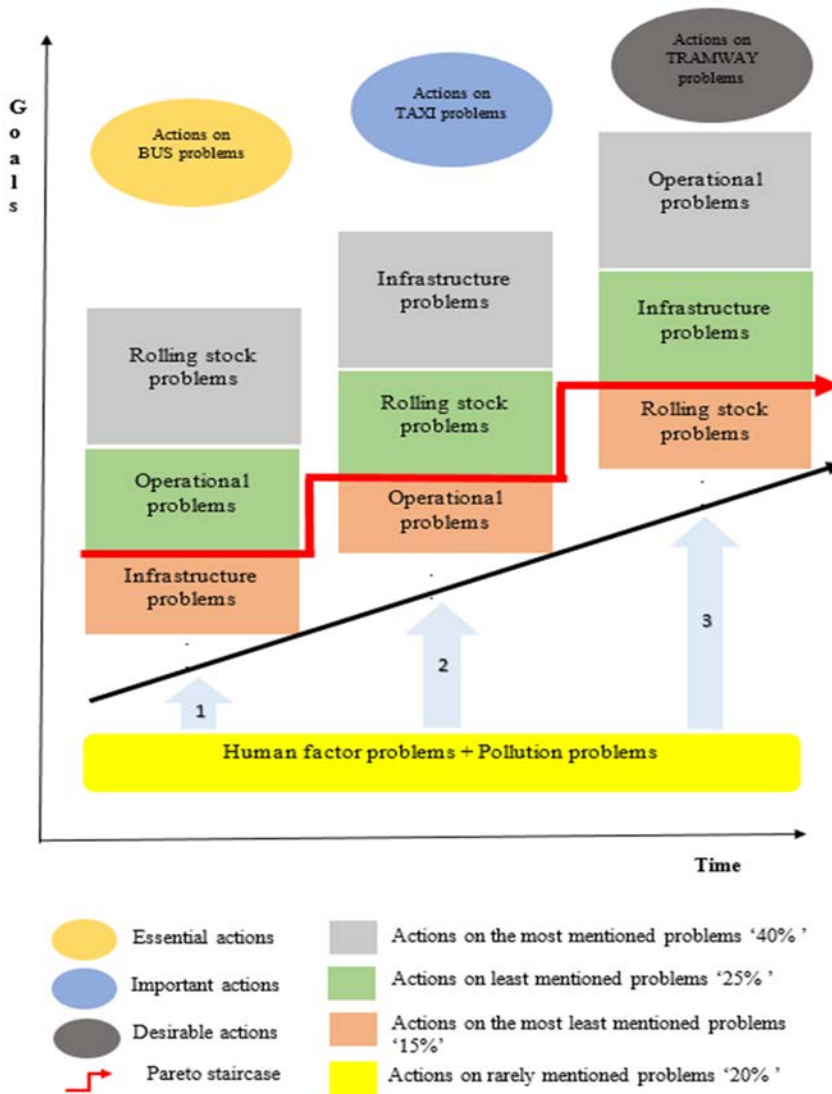 Goals
Actions on
BUS problems
Actions on
TAXI problems
Actions on
TRAMWAY
problems
Rolling stock
problems
Operational
problems
Infrastructure
problems
Infrastructure
problems
Rolling stock
problems
Operational
problems
Operational
problems
Infrastructure
problems
Rolling stock
problems
1
2
3
Human factor problems + Pollution problems
Time
Essential actions
Important actions
Desirable actions
Pareto staircase
Actions on the most mentioned problems ‘40% ’
Actions on least mentioned problems ‘25% ’
Actions on the most least mentioned problems
‘15%’
Actions on rarely mentioned problems ‘20% ’